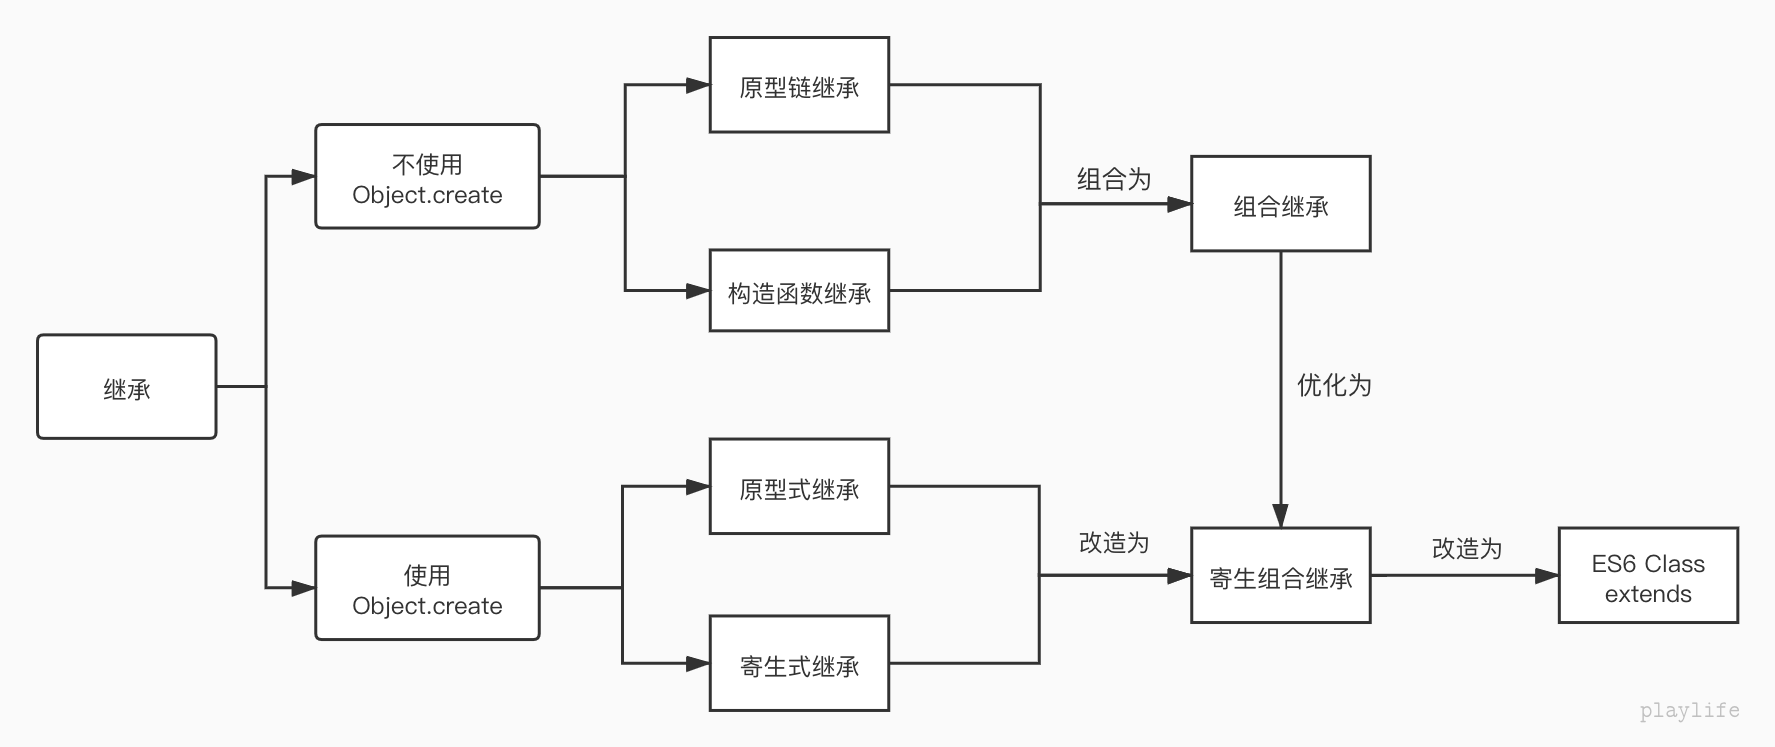 原型链继承
不使用
Object.create
组合为
组合继承
构造函数继承
继承
优化为
原型式继承
使用
Object.create
改造为
寄生组合继承
改造为
ES6 Class
extends
寄生式继承
playlife